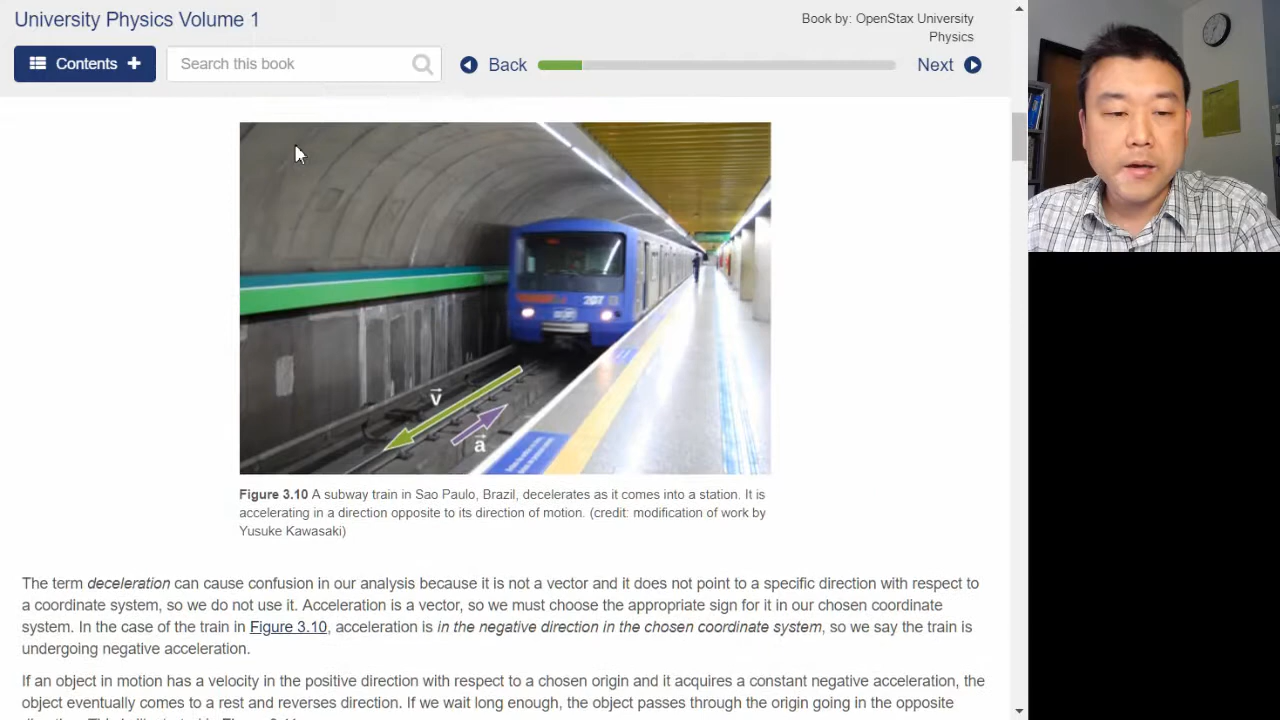 University Physics Volume 1
Book by: OpenStax University
Physics
Contents
Search this book
Back
Next
207
v
a
Figure 3.10 A subway train in Sao Paulo, Brazil, decelerates as it comes into a station. It is
accelerating in a direction opposite to its direction of motion. (credit: modification of work by
Yusuke Kawasaki)
The term deceleration can cause confusion in our analysis because it is not a vector and it does not point to a specific direction with respect to
a coordinate system, so we do not use it. Acceleration is a vector, so we must choose the appropriate sign for it in our chosen coordinate
system. In the case of the train in Figure 3.10, acceleration is in the negative direction in the chosen coordinate system, so we say the train is
undergoing negative acceleration.
If an object in motion has a velocity in the positive direction with respect to a chosen origin and it acquires a constant negative acceleration, the
object eventually comes to a rest and reverses direction. If we wait long enough, the object passes through the origin going in the opposite